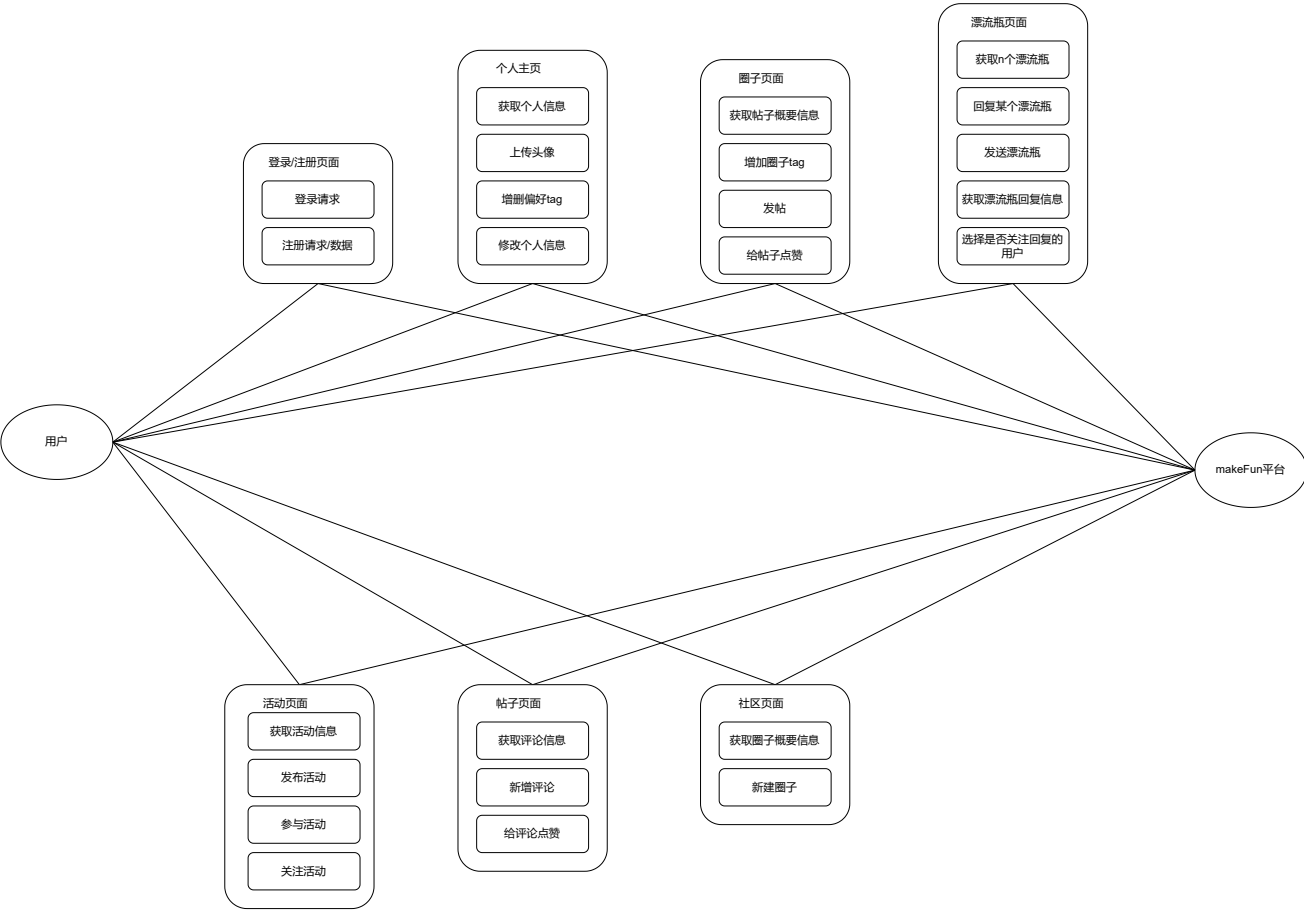 漂流瓶页面
获取n个漂流瓶
回复某个漂流瓶
发送漂流瓶
获取漂流瓶回复信息
选择是否关注回复的
用户
个人主页
获取个人信息
上传头像
增删偏好tag
修改个人信息
圈子页面
获取帖子概要信息
增加圈子tag
发帖
给帖子点赞
登录/注册页面
登录请求
注册请求/数据
用户
makeFun平台
活动页面
获取活动信息
发布活动
参与活动
关注活动
帖子页面
获取评论信息
新增评论
给评论点赞
社区页面
获取圈子概要信息
新建圈子